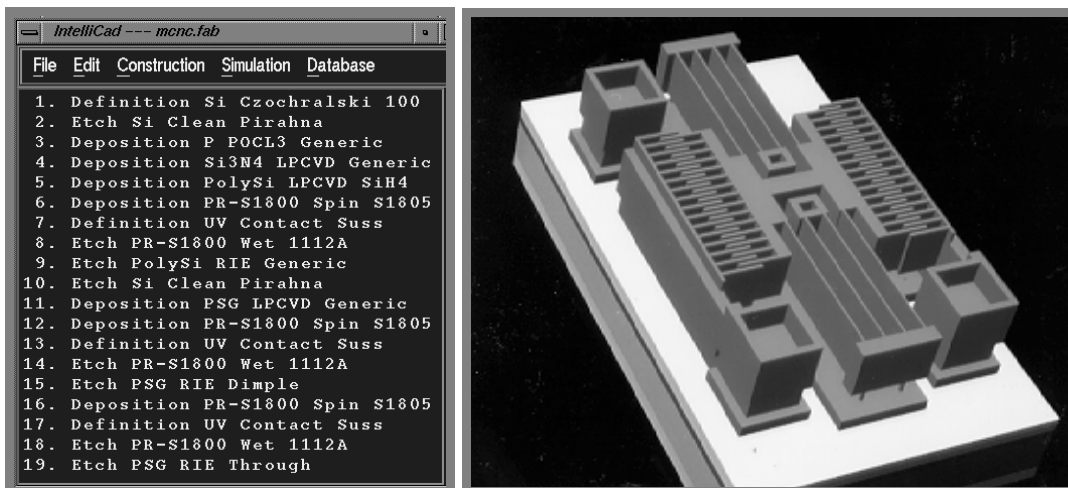 IntelliCad --- mcnc.fab
File Edit Construction Simulation Database
1. Definition Si Czochralski 100
2. Etch Si Clean Pirahna
3. Deposition P POCL3 Generic
4. Deposition Si3N4 LPCVD Generic
5. Deposition PolySi LPCVD SiH4
6. Deposition PR-S1800 Spin S1805
7. Definition UV Contact Suss
8. Etch PR-S1800 Wet 1112A
9. Etch PolySi RIE Generic
10. Etch Si Clean Pirahna
11. Deposition PSG LPCVD Generic
12. Deposition PR-S1800 Spin S1805
13. Definition UV Contact Suss
14. Etch PR-S1800 Wet 1112A
15. Etch PSG RIE Dimple
16. Deposition PR-S1800 Spin S1805
17. Definition UV Contact Suss
18. Etch PR-S1800 Wet 1112A
19. Etch PSG RIE Through